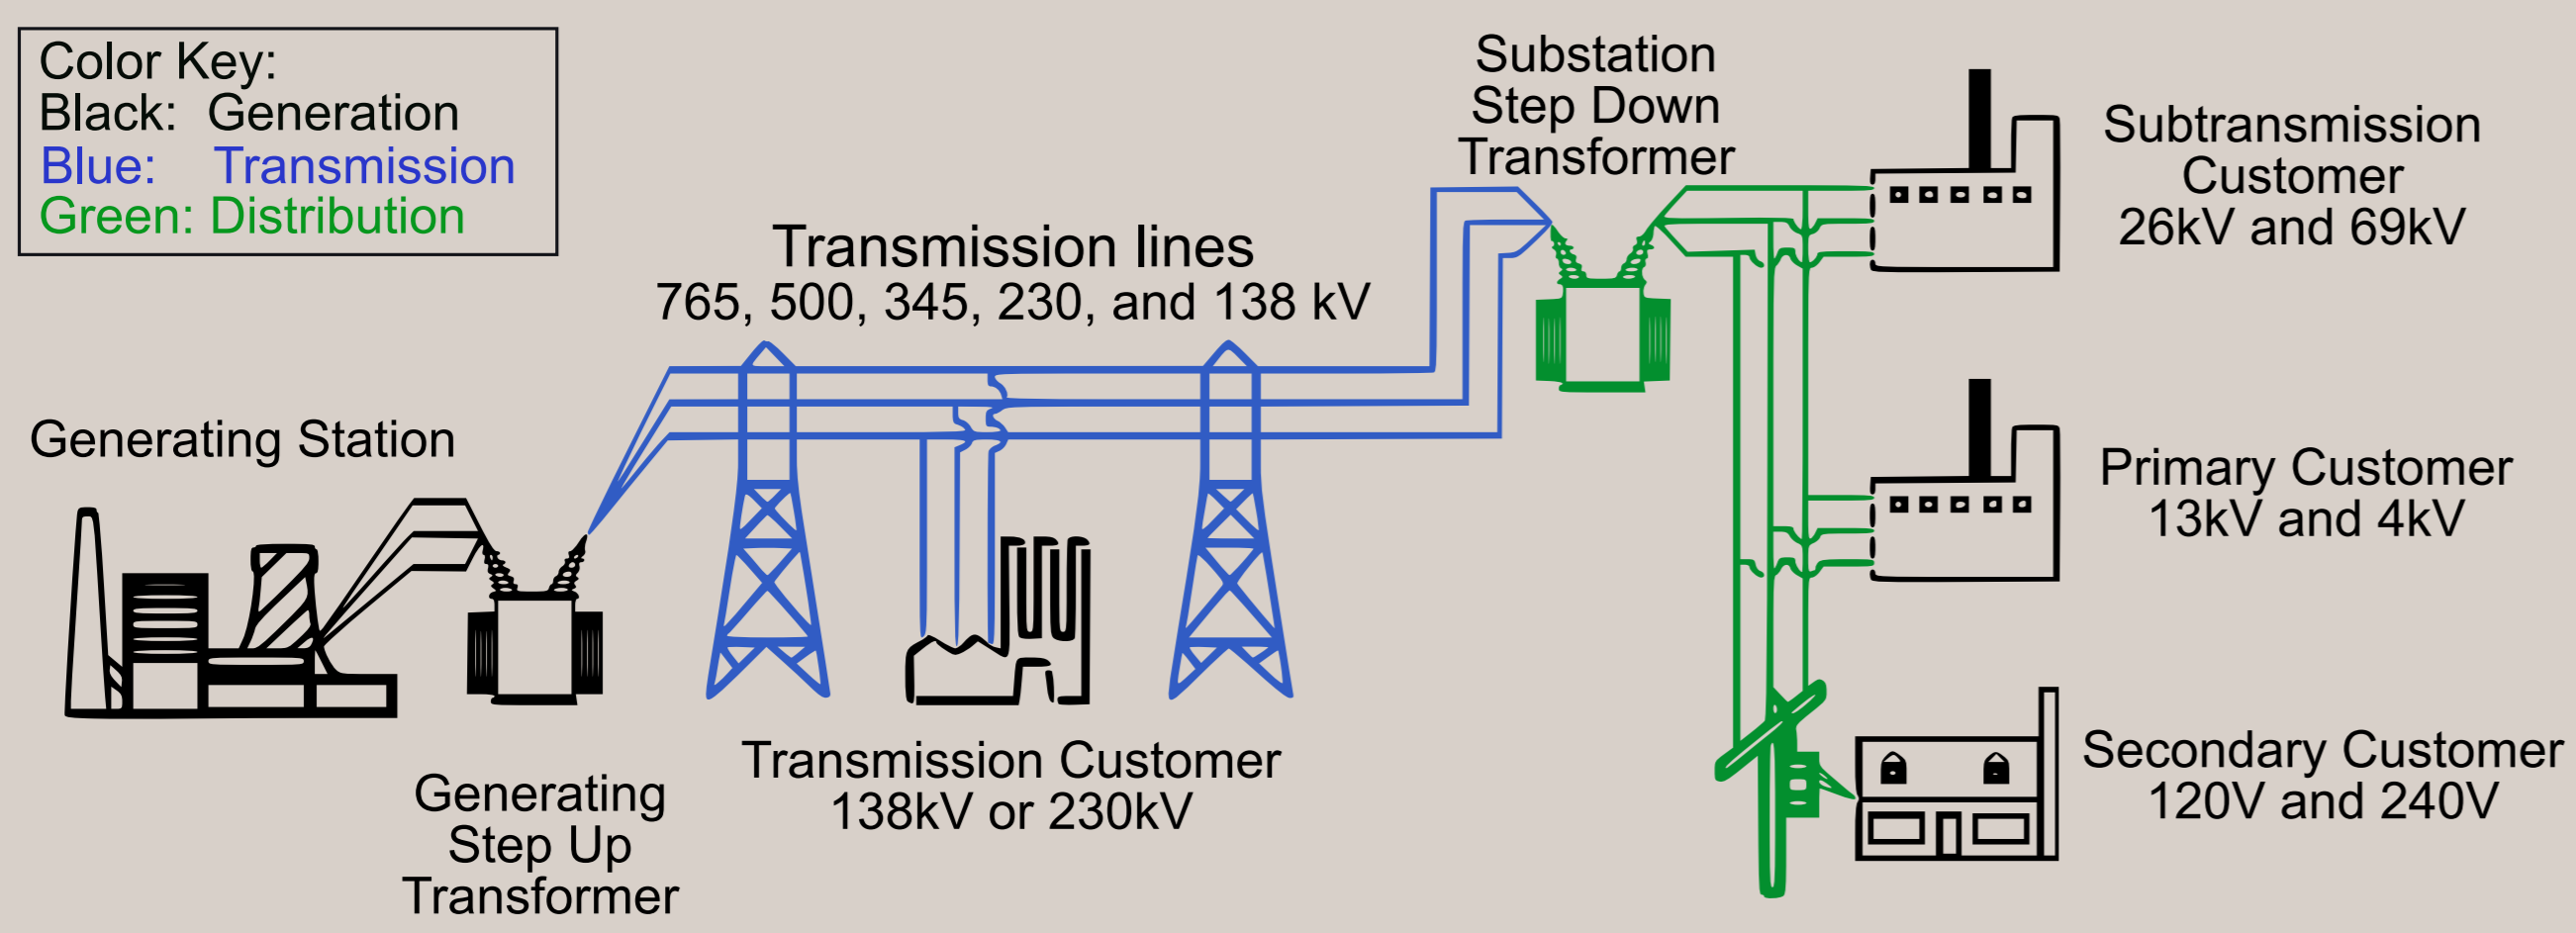 Color Key:
Black: Generation
Blue: Transmission
Green: Distribution
Substation
Step Down
Transformer
Subtransmission
Customer
26kV and 69kV
Transmission lines
765, 500, 345, 230, and 138 kV
Generating Station
Primary Customer
13kV and 4kV
Transmission Customer
138kV or 230kV
Secondary Customer
120V and 240V
Generating
Step Up
Transformer